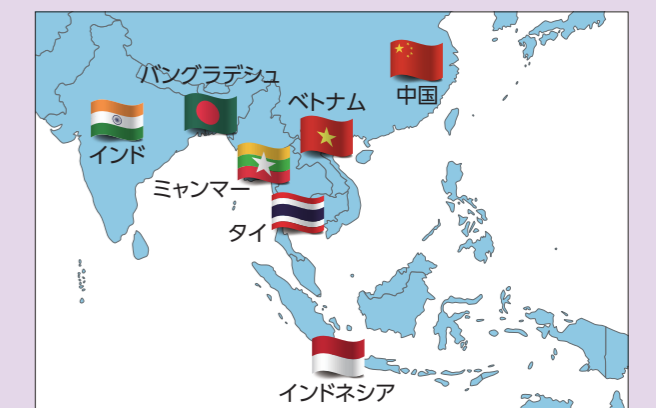 バングラデシュ
中国
ベトナム
インド
ミャンマー
タイ
インドネシア